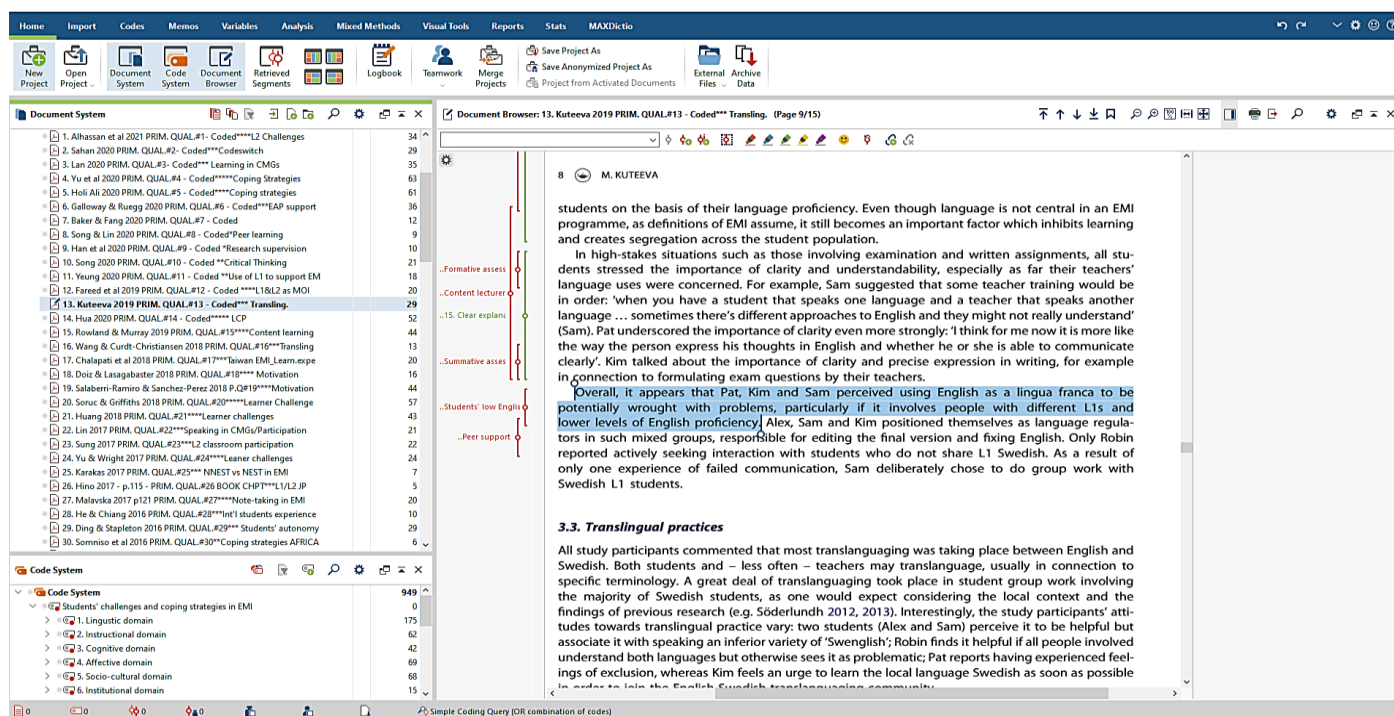 Home Import Codes Memos Variables Analysis Mixed Methods Visual Tools Reports Stats MAXDictio
New Project
Open Project
Document System
Code System
Document Browser
Retrieved Segments
Logbook
Teamwork
Merge Projects
Save Project As
Save Anonymized Project As
Project from Activated Documents
External Files
Archive Data
Document System
1. Alhassan et al 2021 PRIM. QUAL.#1- Coded****L2 Challenges 34
2. Sahan 2020 PRIM. QUAL.#2- Coded***Codeswitch 29
3. Lan 2020 PRIM. QUAL.#3- Coded*** Learning in CMGs 35
4. Yu et al 2020 PRIM. QUAL.#4 - Coded*****Coping Strategies 63
5. Holi Ali 2020 PRIM. QUAL.#5 - Coded****Coping strategies 61
6. Galloway & Ruegg 2020 PRIM. QUAL.#6 - Coded***EAP support 36
7. Baker & Fang 2020 PRIM. QUAL.#7 - Coded 12
8. Song & Lin 2020 PRIM. QUAL.#8 - Coded*Peer learning 9
9. Han et al 2020 PRIM. QUAL.#9 - Coded *Research supervision 10
10. Song 2020 PRIM. QUAL.#10 - Coded **Critical Thinking 21
11. Yeung 2020 PRIM. QUAL.#11 - Coded **Use of L1 to support EM 18
12. Fareed et al 2019 PRIM. QUAL.#12 - Coded ****L1&L2 as MOI 20
13. Kuteeva 2019 PRIM. QUAL.#13 - Coded*** Transling. 29
14. Hua 2020 PRIM. QUAL.#14 - Coded***** LCP 52
15. Rowland & Murray 2019 PRIM. QUAL.#15****Content learning 44
16. Wang & Curdt-Christiansen 2018 PRIM. QUAL.#16***Transling 13
17. Chalapati et al 2018 PRIM. QUAL.#17***Taiwan EMI_Learn.expe 20
18. Doiz & Lasagabaster 2018 PRIM. QUAL.#18**** Motivation 16
19. Salaberri-Ramiro & Sanchez-Perez 2018 P.Q#19****Motivation 44
20. Soruc & Griffiths 2018 PRIM. QUAL.#20****Learner Challenge 57
21. Huang 2018 PRIM. QUAL.#21****Learner challenges 43
22. Lin 2017 PRIM. QUAL.#22***Speaking in CMGs/Participation 21
23. Sung 2017 PRIM. QUAL.#23***L2 classroom participation 22
24. Yu & Wright 2017 PRIM. QUAL.#24****Leaner challenges 24
25. Karakas 2017 PRIM. QUAL.#25*** NNEST vs NEST in EMI 7
26. Hino 2017 - p.115 - PRIM. QUAL.#26 BOOK CHPT***L1/L2 JP 5
27. Malavska 2017 p121 PRIM. QUAL.#27****Note-taking in EMI 20
28. He & Chiang 2016 PRIM. QUAL.#28***Int'l students experience 10
29. Ding & Stapleton 2016 PRIM. QUAL.#29*** Students' autonomy 29
30. Somniso et al 2016 PRIM. QUAL.#30**Coping strategies AFRICA 6
Code System
Code System 949
Students' challenges and coping strategies in EMI 0
1. Lingustic domain 175
2. Instructional domain 62
3. Cognitive domain 42
4. Affective domain 69
5. Socio-cultural domain 68
6. Institutional domain 15
Document Browser: 13. Kuteeva 2019 PRIM. QUAL.#13 - Coded*** Transling. (Page 9/15)
..Formative assess
..Content lecturer
..15. Clear explana
..Summative asses
..Students' low Englis
..Peer support
8 M. KUTEEVA
students on the basis of their language proficiency. Even though language is not central in an EMI
programme, as definitions of EMI assume, it still becomes an important factor which inhibits learning
and creates segregation across the student population.
In high-stakes situations such as those involving examination and written assignments, all stu-
dents stressed the importance of clarity and understandability, especially as far their teachers'
language uses were concerned. For example, Sam suggested that some teacher training would be
in order: 'when you have a student that speaks one language and a teacher that speaks another
language … sometimes there's different approaches to English and they might not really understand'
(Sam). Pat underscored the importance of clarity even more strongly: 'I think for me now it is more like
the way the person express his thoughts in English and whether he or she is able to communicate
clearly'. Kim talked about the importance of clarity and precise expression in writing, for example
in connection to formulating exam questions by their teachers.
Overall, it appears that Pat, Kim and Sam perceived using English as a lingua franca to be
potentially wrought with problems, particularly if it involves people with different L1s and
lower levels of English proficiency. Alex, Sam and Kim positioned themselves as language regula-
tors in such mixed groups, responsible for editing the final version and fixing English. Only Robin
reported actively seeking interaction with students who do not share L1 Swedish. As a result of
only one experience of failed communication, Sam deliberately chose to do group work with
Swedish L1 students.
3.3. Translingual practices
All study participants commented that most translanguaging was taking place between English and
Swedish. Both students and – less often – teachers may translanguage, usually in connection to
specific terminology. A great deal of translanguaging took place in student group work involving
the majority of Swedish students, as one would expect considering the local context and the
findings of previous research (e.g. Söderlundh 2012, 2013). Interestingly, the study participants' atti-
tudes towards translingual practice vary: two students (Alex and Sam) perceive it to be helpful but
associate it with speaking an inferior variety of 'Swenglish'; Robin finds it helpful if all people involved
understand both languages but otherwise sees it as problematic; Pat reports having experienced feel-
ings of exclusion, whereas Kim feels an urge to learn the local language Swedish as soon as possible
in order to join the English Swedish translanguaging community.
0 0 0 0 Simple Coding Query (OR combination of codes)